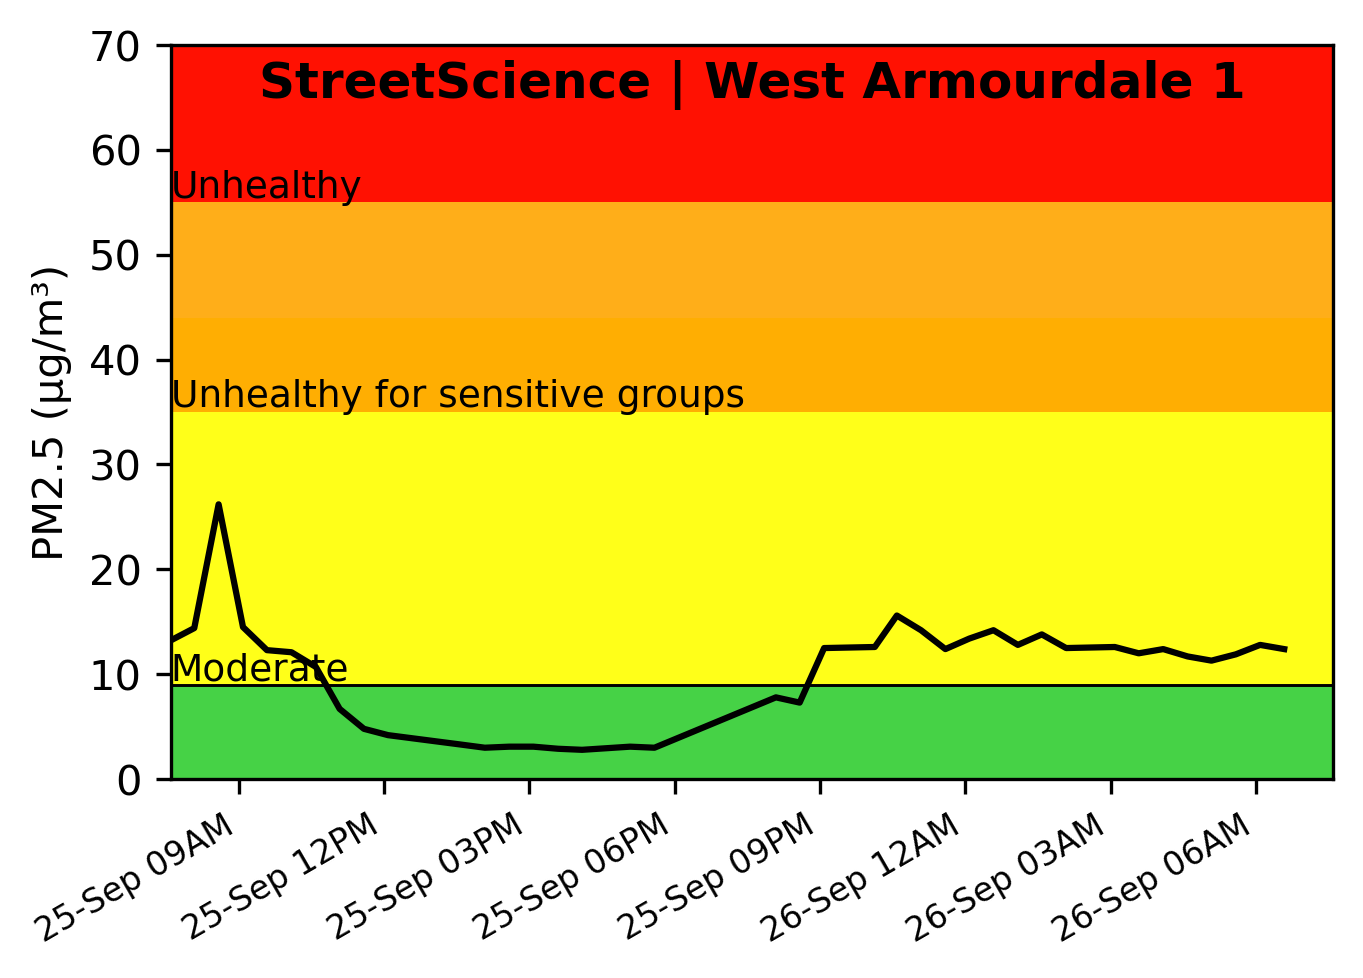 StreetScience | West Armourdale 1
70
60
50
40
30
20
10
0
PM2.5 (µg/m³)
Unhealthy
Unhealthy for sensitive groups
Moderate
25-Sep 09AM
25-Sep 12PM
25-Sep 03PM
25-Sep 06PM
25-Sep 09PM
26-Sep 12AM
26-Sep 03AM
26-Sep 06AM